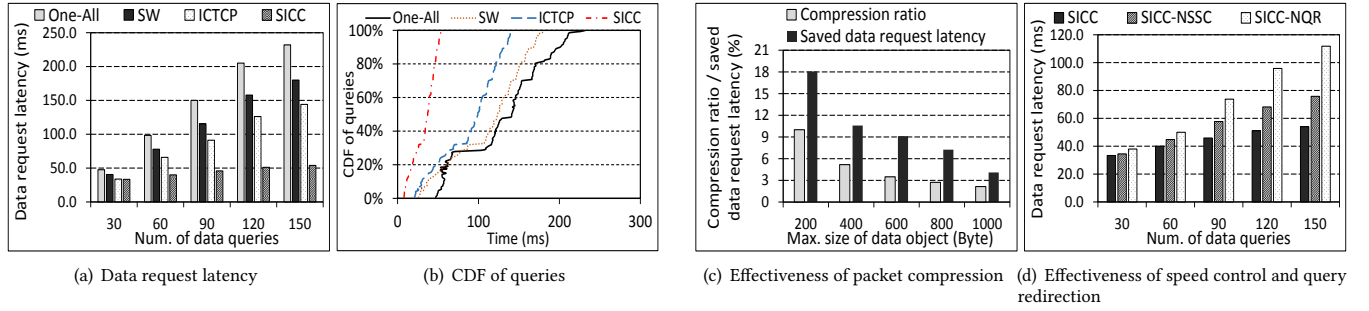 One-All SW ICTCP SICC
Data request latency (ms)
250.0
200.0
150.0
100.0
50.0
0.0
30 60 90 120 150
Num. of data queries
(a) Data request latency
One-All SW ICTCP SICC
CDF of qureies
100%
80%
60%
40%
20%
0%
0 100 200 300
Time (ms)
(b) CDF of queries
Compression ratio
Saved data request latency
Compression ratio / saved
data request latency (%)
21
18
15
12
9
6
3
0
200 400 600 800 1000
Max. size of data object (Byte)
(c) Effectiveness of packet compression
SICC SICC-NSSC SICC-NQR
Data request latency (ms)
120.0
100.0
80.0
60.0
40.0
20.0
0.0
30 60 90 120 150
Num. of data queries
(d) Effectiveness of speed control and query
redirection